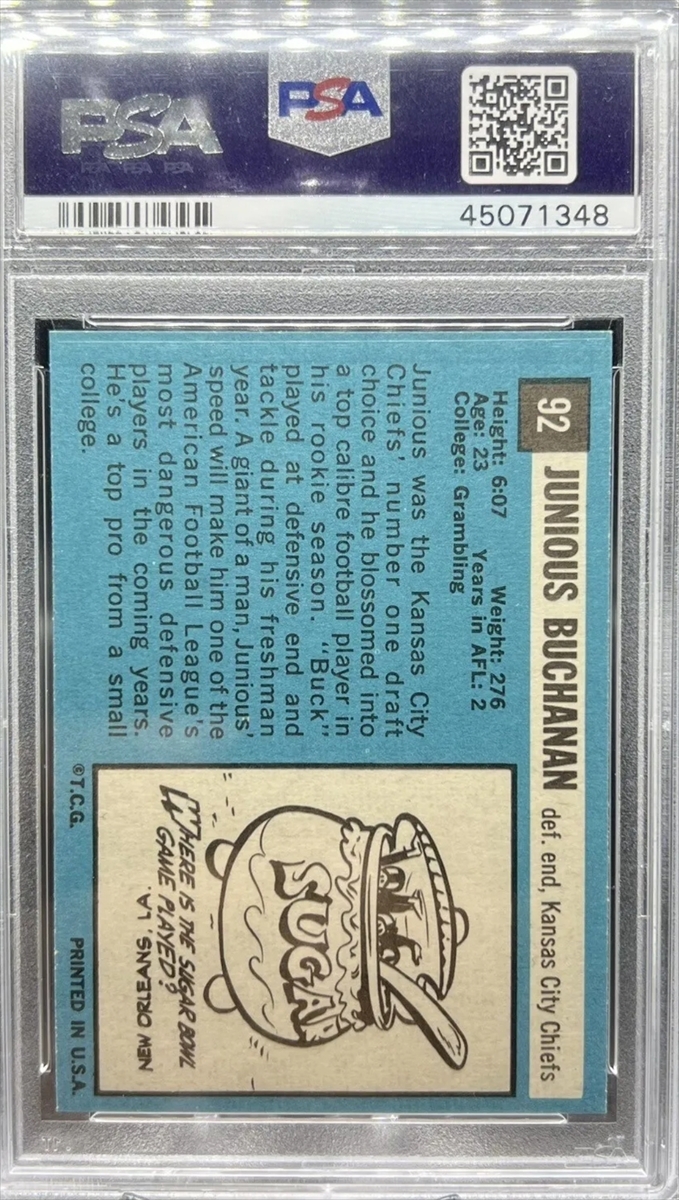 PSA
PSA
PSA PSA PSA
45071348
92 JUNIOUS BUCHANAN def. end, Kansas City Chiefs
Height: 6:07 Weight: 276
Age: 23 Years in AFL: 2
College: Grambling
Junious was the Kansas City
Chiefs' number one draft
choice and he blossomed into
a top calibre football player in
his rookie season. "Buck"
played at defensive end and
tackle during his freshman
year. A giant of a man, Junious'
speed will make him one of the
American Football League's
most dangerous defensive
players in the coming years.
He's a top pro from a small
college.
SUGA
WHERE IS THE SUGAR BOWL
GAME PLAYED?
NEW ORLEANS, LA.
©T.C.G. PRINTED IN U.S.A.